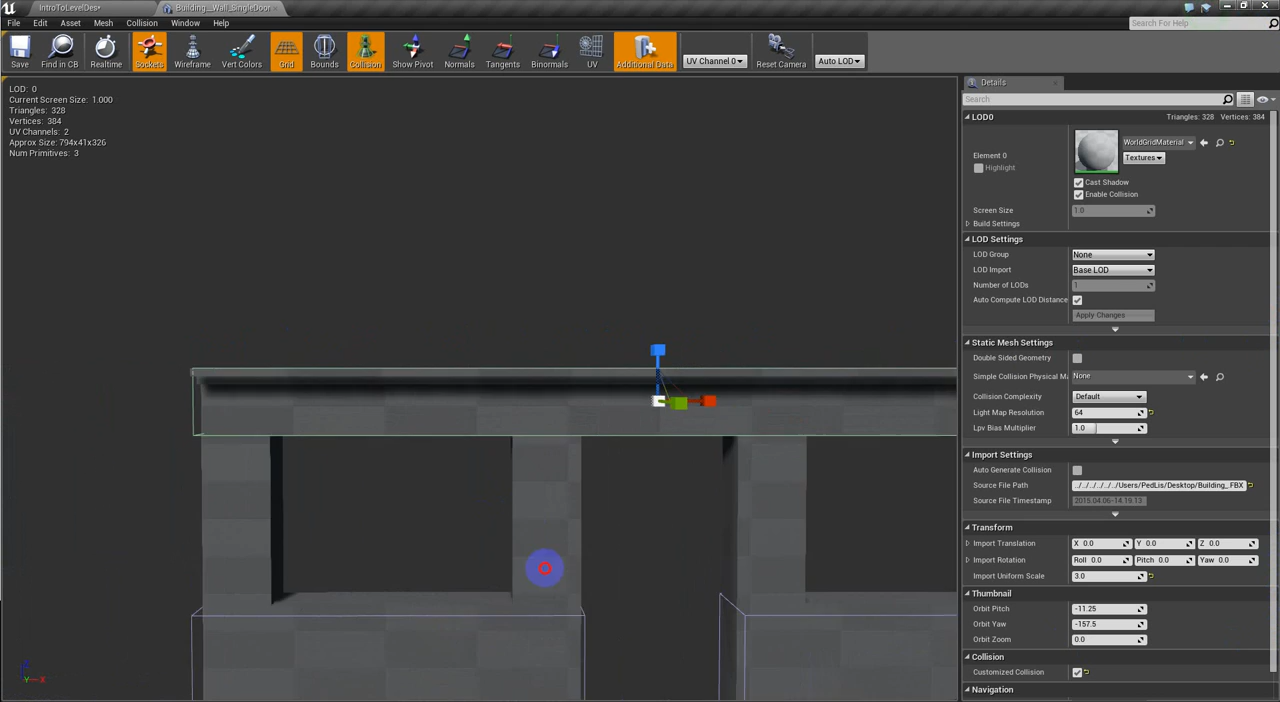 IntroToLevelDes*
Building_Wall_SingleDoor
File Edit Asset Mesh Collision Window Help
Search For Help
Save Find in CB Realtime Sockets Wireframe Vert Colors Grid Bounds Collision Show Pivot Normals Tangents Binormals UV Additional Data UV Channel 0 Reset Camera Auto LOD
LOD: 0
Current Screen Size: 1.000
Triangles: 328
Vertices: 384
UV Channels: 2
Approx Size: 794x41x326
Num Primitives: 3
Details
Search
LOD0 Triangles: 328 Vertices: 384
Element 0
Highlight
WorldGridMaterial
Textures
Cast Shadow
Enable Collision
Screen Size 1.0
Build Settings
LOD Settings
LOD Group None
LOD Import Base LOD
Number of LODs 1
Auto Compute LOD Distance
Apply Changes
Static Mesh Settings
Double Sided Geometry
Simple Collision Physical M None
Collision Complexity Default
Light Map Resolution 64
Lpv Bias Multiplier 1.0
Import Settings
Auto Generate Collision
Source File Path ../../../../../../Users/PedLis/Desktop/Building_.FBX
Source File Timestamp 2015.04.06-14.19.13
Transform
Import Translation X 0.0 Y 0.0 Z 0.0
Import Rotation Roll 0.0 Pitch 0.0 Yaw 0.0
Import Uniform Scale 3.0
Thumbnail
Orbit Pitch -11.25
Orbit Yaw -157.5
Orbit Zoom 0.0
Collision
Customized Collision
Navigation